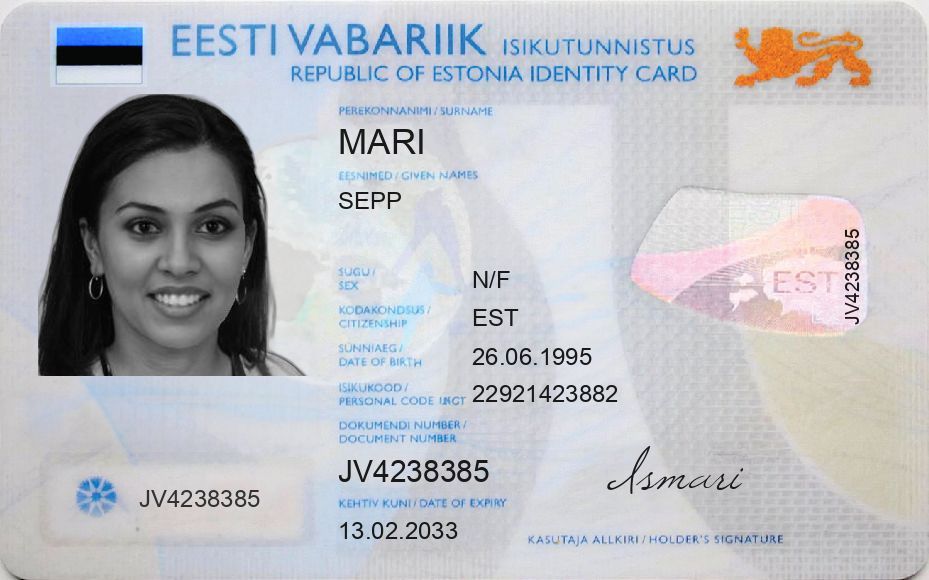 EESTI VABARIIK ISIKUTUNNISTUS
REPUBLIC OF ESTONIA IDENTITY CARD
PEREKONNANIMI / SURNAME
MARI
EESNIMED / GIVEN NAMES
SEPP
SUGU /
SEX
N/F
KODAKONDSUS /
CITIZENSHIP
EST
SÜNNIAEG /
DATE OF BIRTH
26.06.1995
ISIKUKOOD /
PERSONAL CODE
22921423882
DOKUMENDI NUMBER /
DOCUMENT NUMBER
JV4238385
KEHTIV KUNI / DATE OF EXPIRY
13.02.2033
JV4238385
EST
JV4238385
Ismari
KASUTAJA ALLKIRI / HOLDER'S SIGNATURE